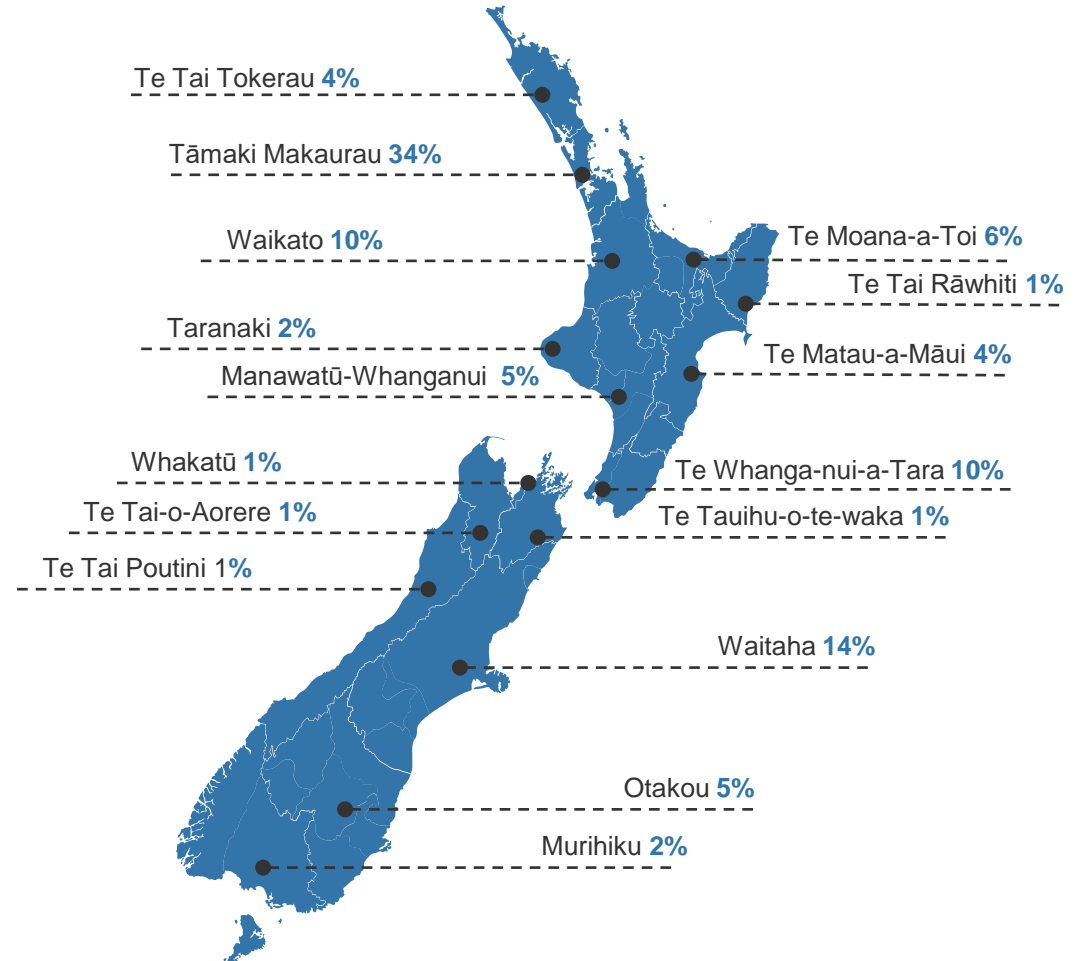 Te Tai Tokerau 4%
Tāmaki Makaurau 34%
Waikato 10%
Te Moana-a-Toi 6%
Te Tai Rāwhiti 1%
Taranaki 2%
Te Matau-a-Māui 4%
Manawatū-Whanganui 5%
Whakatū 1%
Te Whanga-nui-a-Tara 10%
Te Tai-o-Aorere 1%
Te Tauihu-o-te-waka 1%
Te Tai Poutini 1%
Waitaha 14%
Otakou 5%
Murihiku 2%